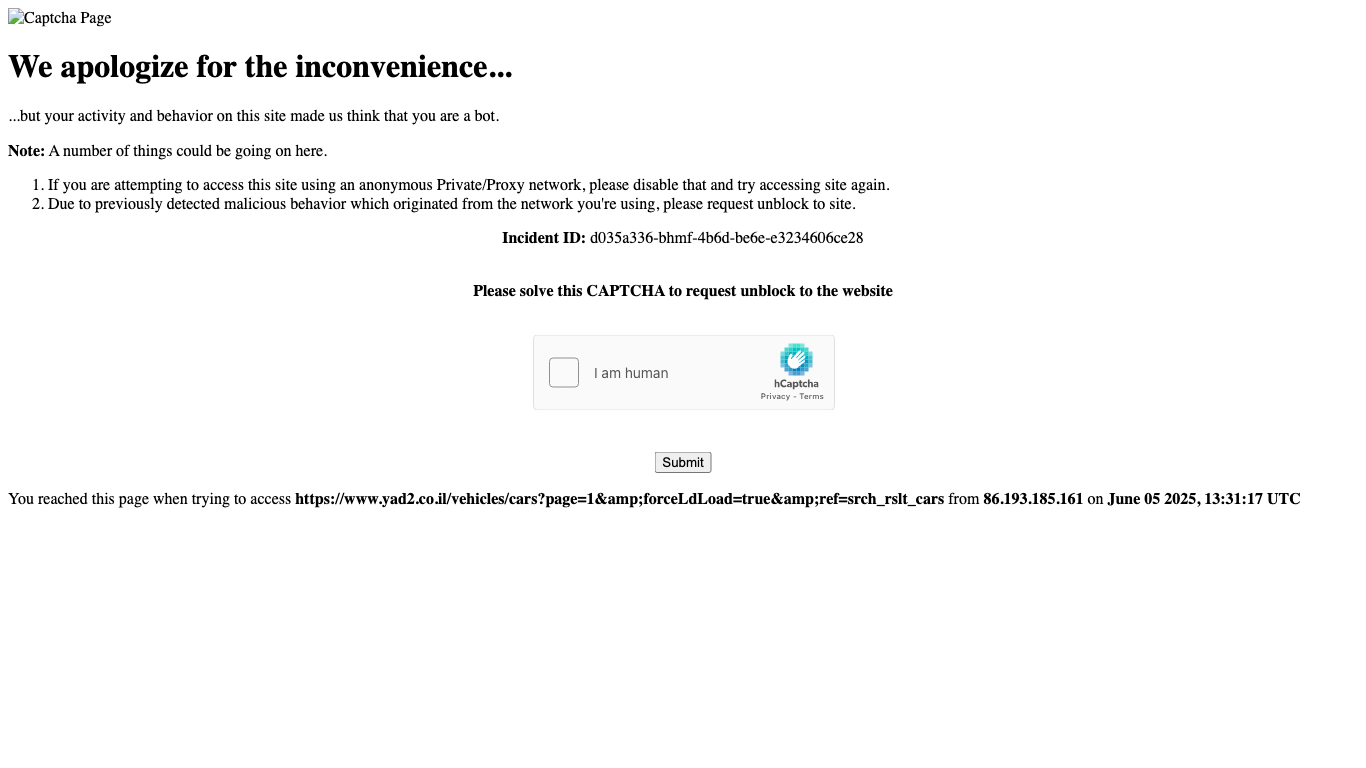 Captcha Page
We apologize for the inconvenience...
...but your activity and behavior on this site made us think that you are a bot.
Note: A number of things could be going on here.
1. If you are attempting to access this site using an anonymous Private/Proxy network, please disable that and try accessing site again.
2. Due to previously detected malicious behavior which originated from the network you're using, please request unblock to site.
Incident ID: d035a336-bhmf-4b6d-be6e-e3234606ce28
Please solve this CAPTCHA to request unblock to the website
I am human
hCaptcha
Privacy - Terms
Submit
You reached this page when trying to access https://www.yad2.co.il/vehicles/cars?page=1&amp;forceLdLoad=true&amp;ref=srch_rslt_cars from 86.193.185.161 on June 05 2025, 13:31:17 UTC